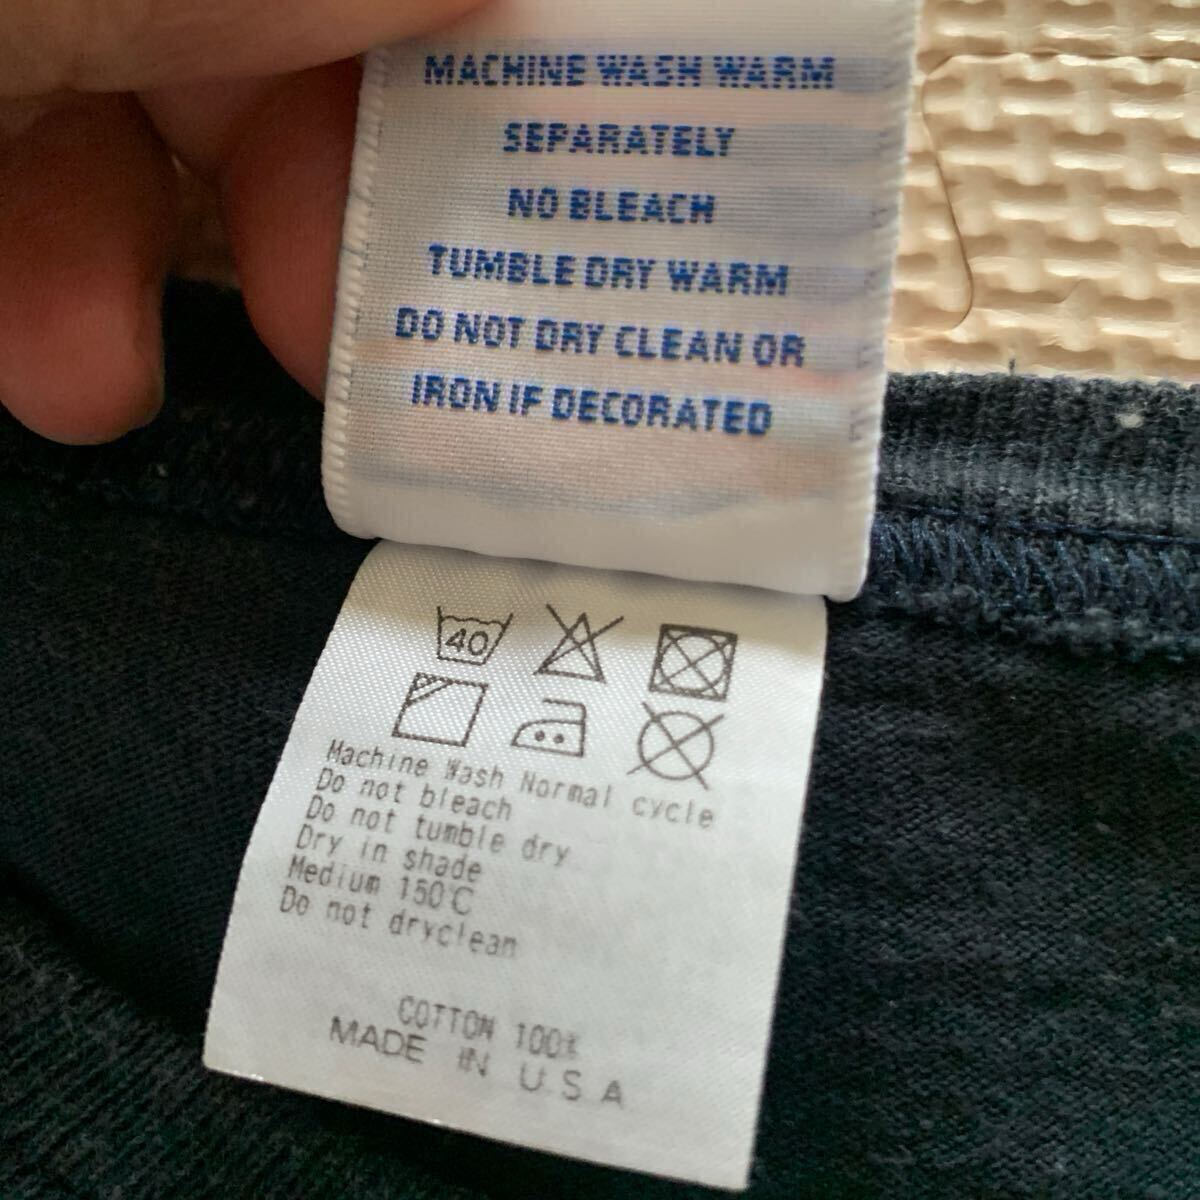 MACHINE WASH WARM
SEPARATELY
NO BLEACH
TUMBLE DRY WARM
DO NOT DRY CLEAN OR
IRON IF DECORATED
40
Machine Wash Normal cycle
Do not bleach
Do not tumble dry
Dry in shade
Medium 150℃
Do not dryclean
COTTON 100%
MADE IN U.S.A